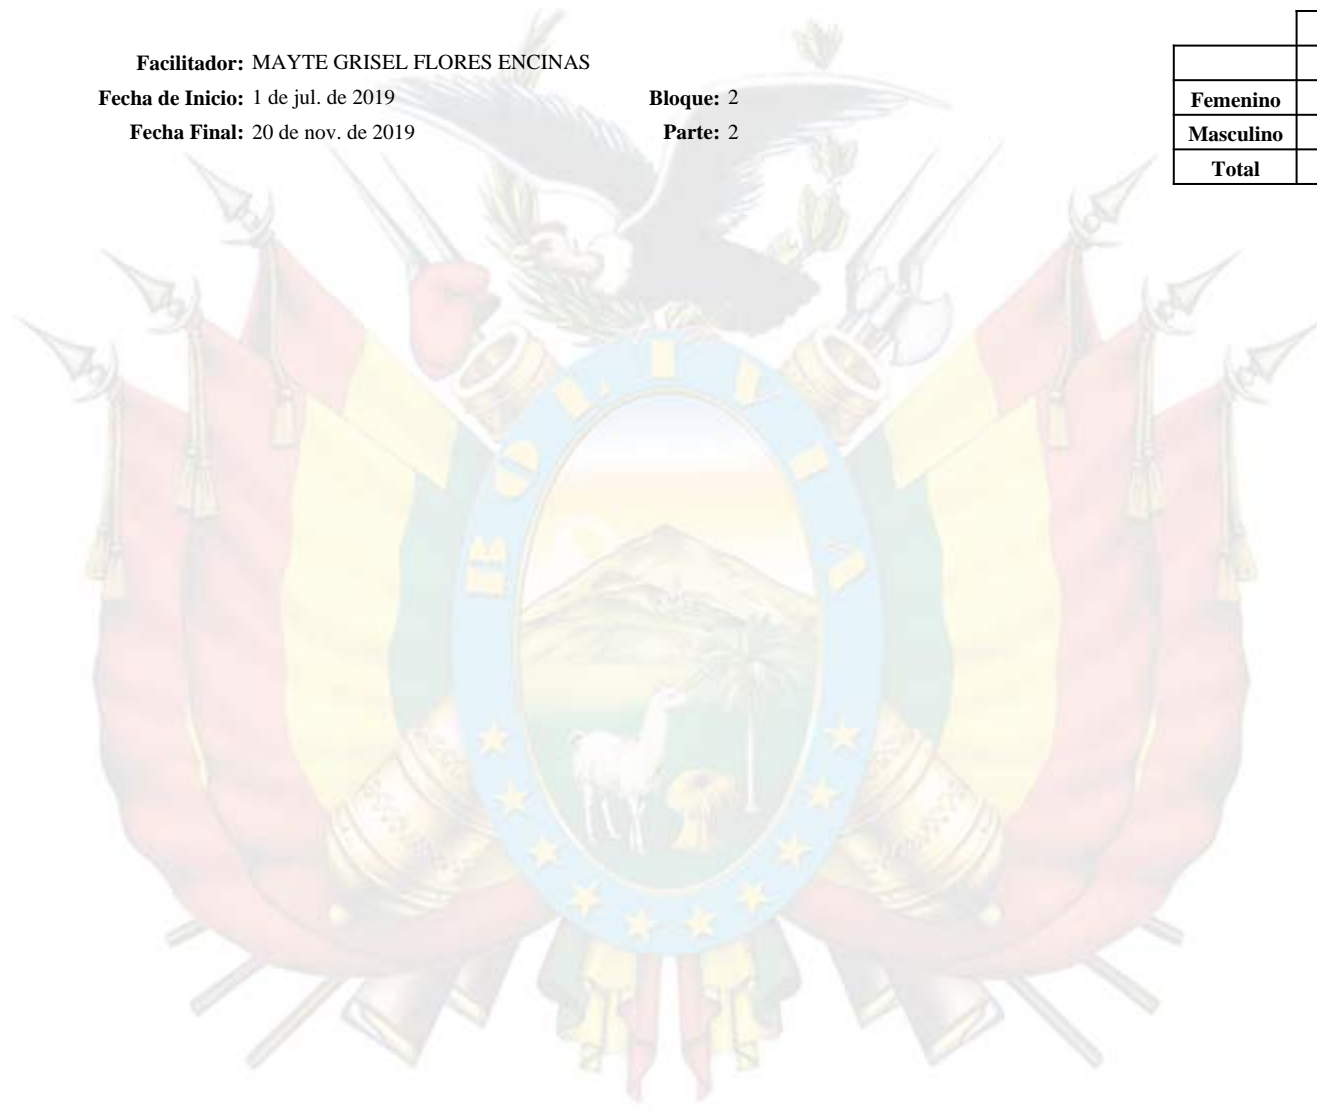 Facilitador: MAYTE GRISEL FLORES ENCINAS
Fecha de Inicio: 1 de jul. de 2019 Bloque: 2
Fecha Final: 20 de nov. de 2019 Parte: 2
Femenino
Masculino
Total
BOLIVIA